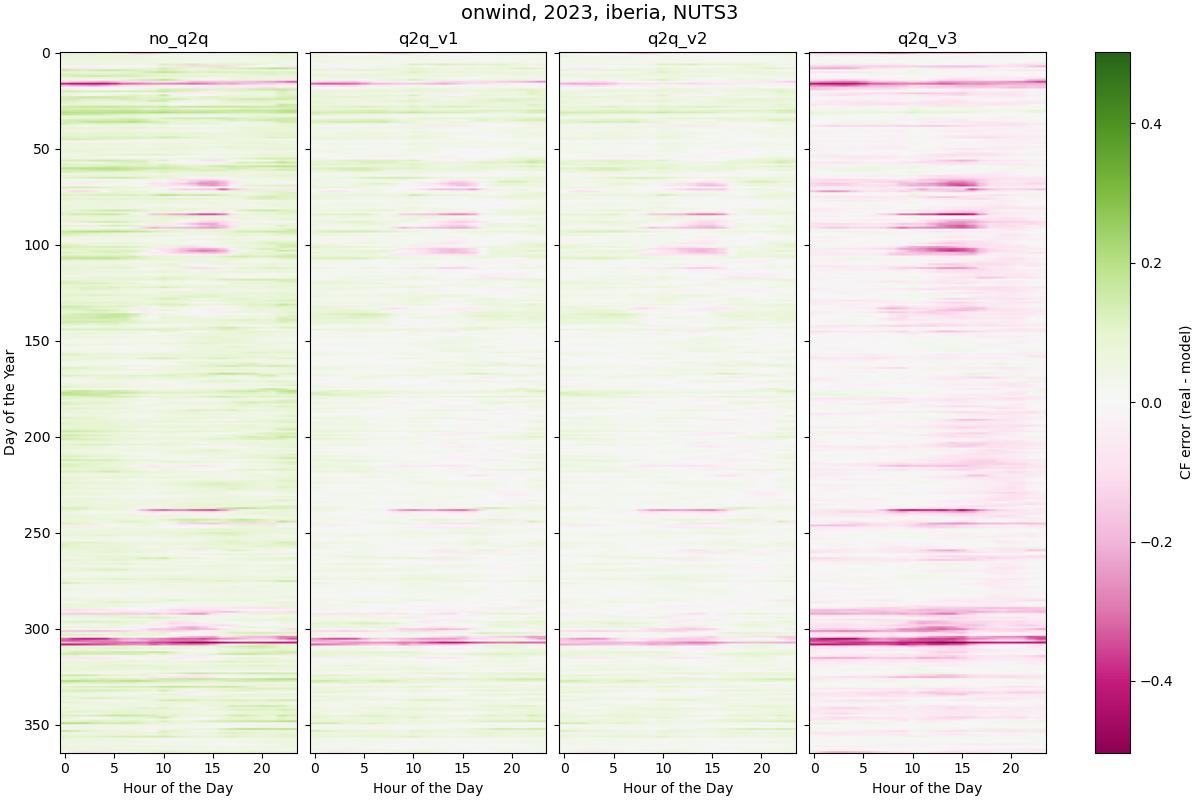 onwind, 2023, iberia, NUTS3
no_q2q
q2q_v1
q2q_v2
q2q_v3
Day of the Year
0
50
100
150
200
250
300
350
0 5 10 15 20
0 5 10 15 20
0 5 10 15 20
0 5 10 15 20
Hour of the Day
Hour of the Day
Hour of the Day
Hour of the Day
0.4
0.2
0.0
−0.2
−0.4
CF error (real - model)